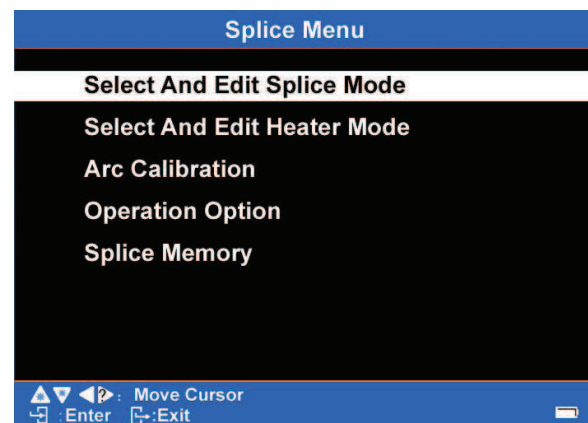 Splice Menu
Select And Edit Splice Mode
Select And Edit Heater Mode
Arc Calibration
Operation Option
Splice Memory
?: Move Cursor
:Enter :Exit